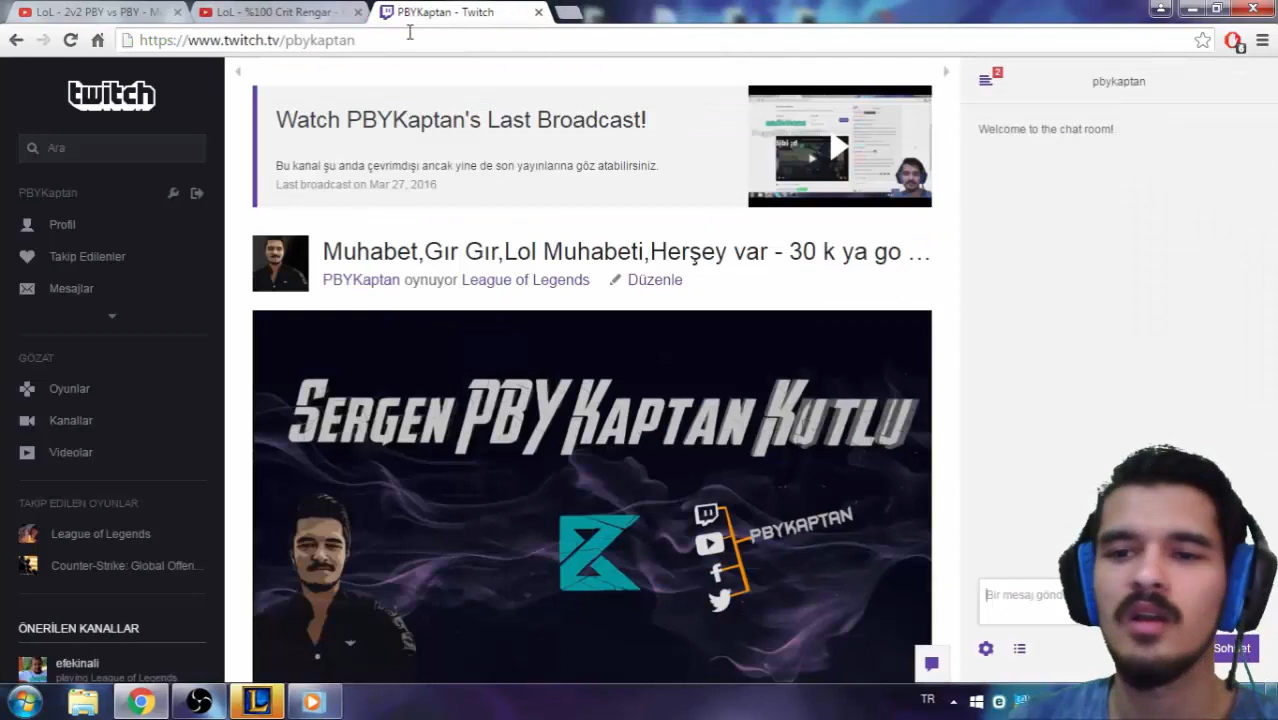 LoL - 2v2 PBY vs PBY - M
LoL - %100 Crit Rengar -
PBYKaptan - Twitch
https://www.twitch.tv/pbykaptan
twitch
Ara
PBYKaptan
Profil
Takip Edilenler
Mesajlar
GÖZAT
Oyunlar
Kanallar
Videolar
TAKİP EDİLEN OYUNLAR
League of Legends
Counter-Strike: Global Offen...
ÖNERİLEN KANALLAR
efekinali
playing League of Legends
Watch PBYKaptan's Last Broadcast!
Bu kanal şu anda çevrimdışı ancak yine de son yayınlarına göz atabilirsiniz.
Last broadcast on Mar 27, 2016
Muhabet,Gır Gır,Lol Muhabeti,Herşey var - 30 k ya go ...
PBYKaptan oynuyor League of Legends
Düzenle
SERGEN PBY KAPTAN KUTLU
PBYKAPTAN
2
pbykaptan
Welcome to the chat room!
Bir mesaj gönd
Sohbet
TR